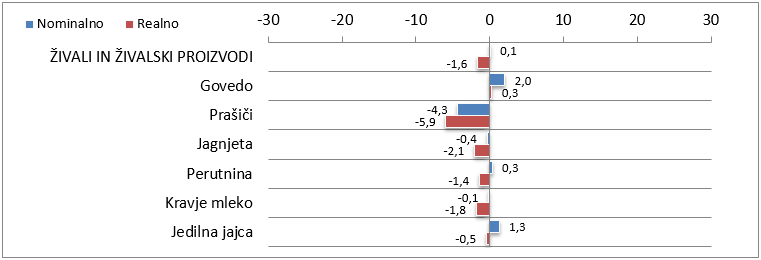 Nominalno Realno
-30 -20 -10 0 10 20 30
ŽIVALI IN ŽIVALSKI PROIZVODI 0,1
-1,6
Govedo 2,0
0,3
Prašiči -4,3
-5,9
Jagnjeta -0,4
-2,1
Perutnina 0,3
-1,4
Kravje mleko -0,1
-1,8
Jedilna jajca 1,3
-0,5